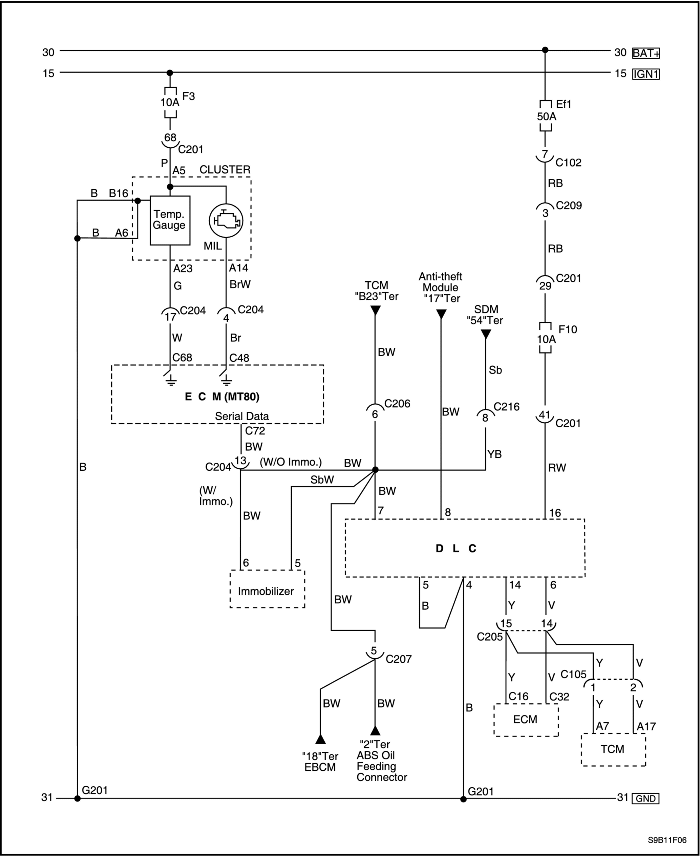 30 30 BAT+
15 15 IGN1
F3
10A
Ef1
50A
68
C201
7
C102
P
A5
CLUSTER
RB
B B16
3
C209
Temp.
Gauge
MIL
B A6
RB
A23
A14
G
BrW
TCM
"B23"Ter
Anti-theft
Module
"17"Ter
29
C201
17
C204
4
C204
SDM
"54"Ter
F10
10A
W
Br
BW
C68
C48
Sb
E C M (MT80)
Serial Data
6
C206
BW
8
C216
41
C201
C72
BW
YB
13
C204
(W/O Immo.)
BW
B
RW
SbW
BW
(W/
Immo.)
BW
7
8
16
D L C
6
5
Immobilizer
5
4
14
6
B
Y
V
BW
15
14
C205
5
C207
Y
V
C105
Y
V
1
2
BW
BW
B
C16
C32
Y
V
ECM
A7
A17
TCM
"18"Ter
EBCM
"2"Ter
ABS Oil
Feeding
Connector
G201
G201
31 31 GND
S9B11F06